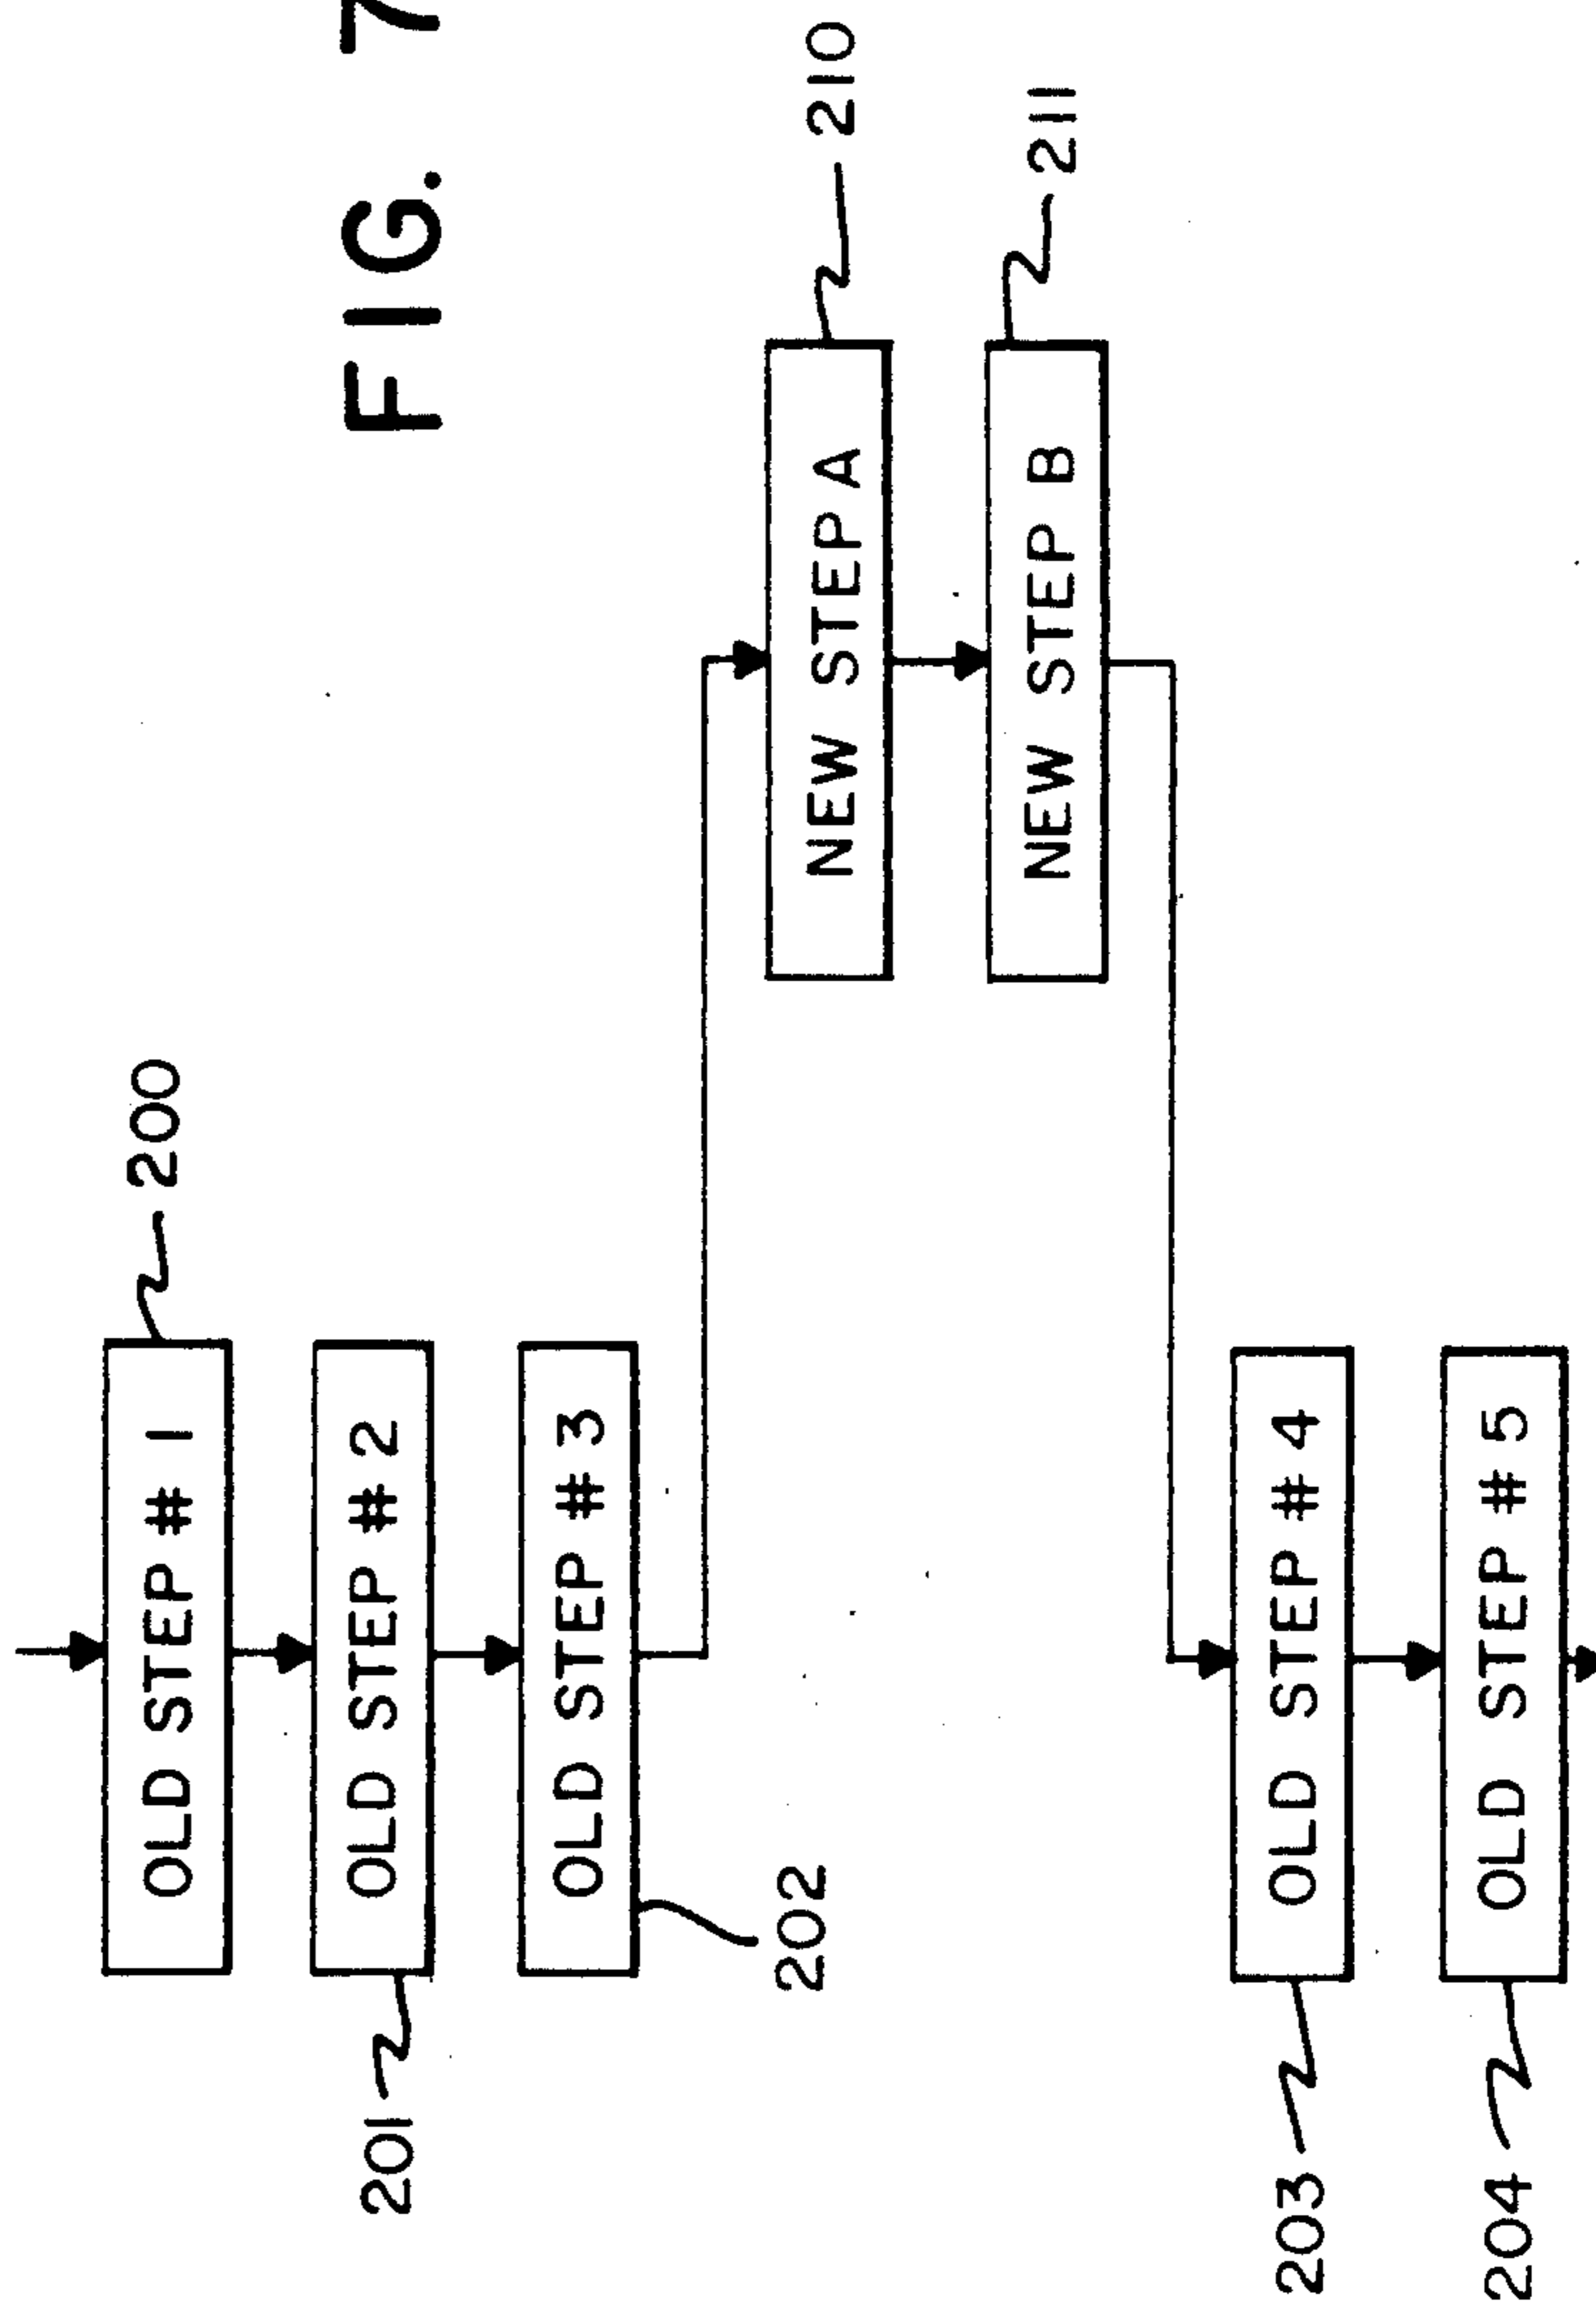 FIG. 7
OLD STEP # 1
200
OLD STEP # 2
201
OLD STEP # 3
202
NEW STEP A
210
NEW STEP B
211
OLD STEP # 4
203
OLD STEP # 5
204